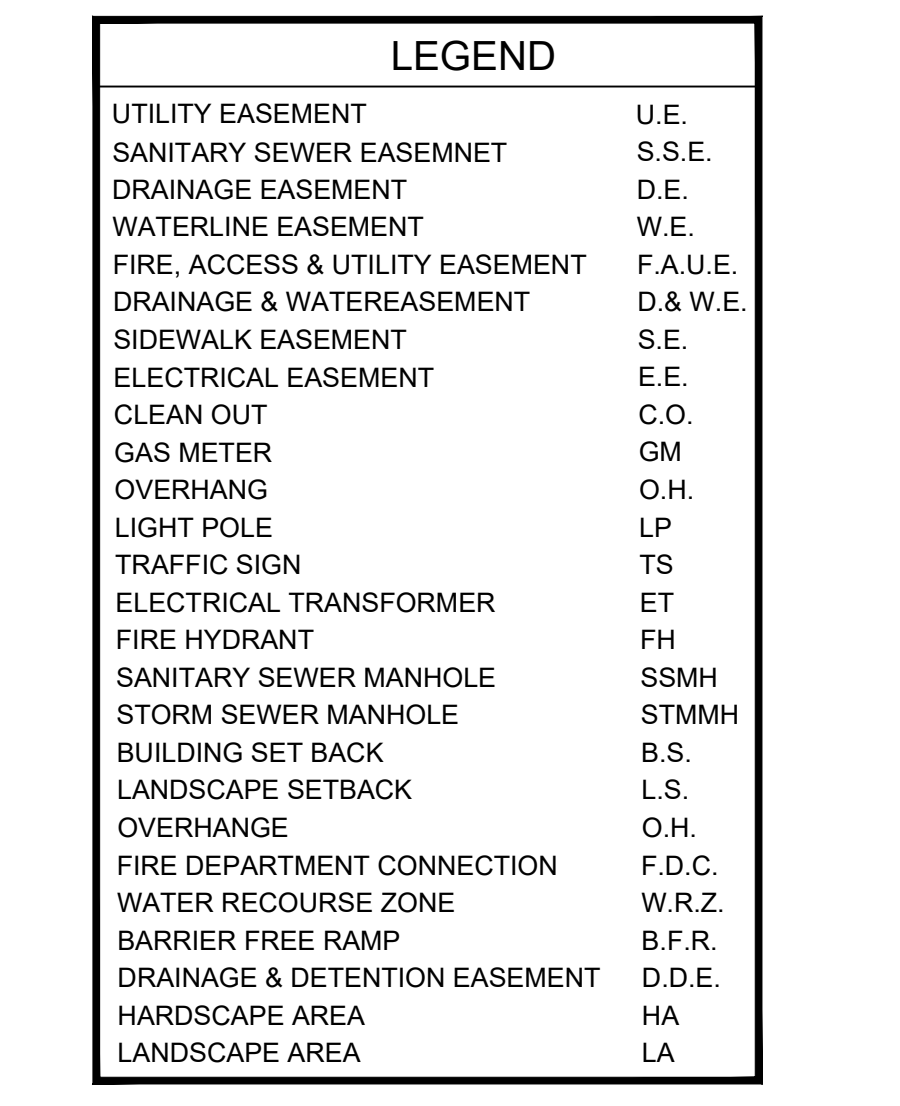 LEGEND
UTILITY EASEMENT U.E.
SANITARY SEWER EASEMNET S.S.E.
DRAINAGE EASEMENT D.E.
WATERLINE EASEMENT W.E.
FIRE, ACCESS & UTILITY EASEMENT F.A.U.E.
DRAINAGE & WATEREASEMENT D.& W.E.
SIDEWALK EASEMENT S.E.
ELECTRICAL EASEMENT E.E.
CLEAN OUT C.O.
GAS METER GM
OVERHANG O.H.
LIGHT POLE LP
TRAFFIC SIGN TS
ELECTRICAL TRANSFORMER ET
FIRE HYDRANT FH
SANITARY SEWER MANHOLE SSMH
STORM SEWER MANHOLE STMMH
BUILDING SET BACK B.S.
LANDSCAPE SETBACK L.S.
OVERHANGE O.H.
FIRE DEPARTMENT CONNECTION F.D.C.
WATER RECOURSE ZONE W.R.Z.
BARRIER FREE RAMP B.F.R.
DRAINAGE & DETENTION EASEMENT D.D.E.
HARDSCAPE AREA HA
LANDSCAPE AREA LA